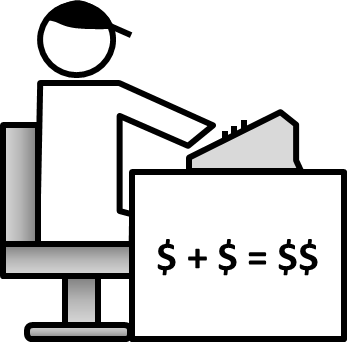 $ + $ = $$